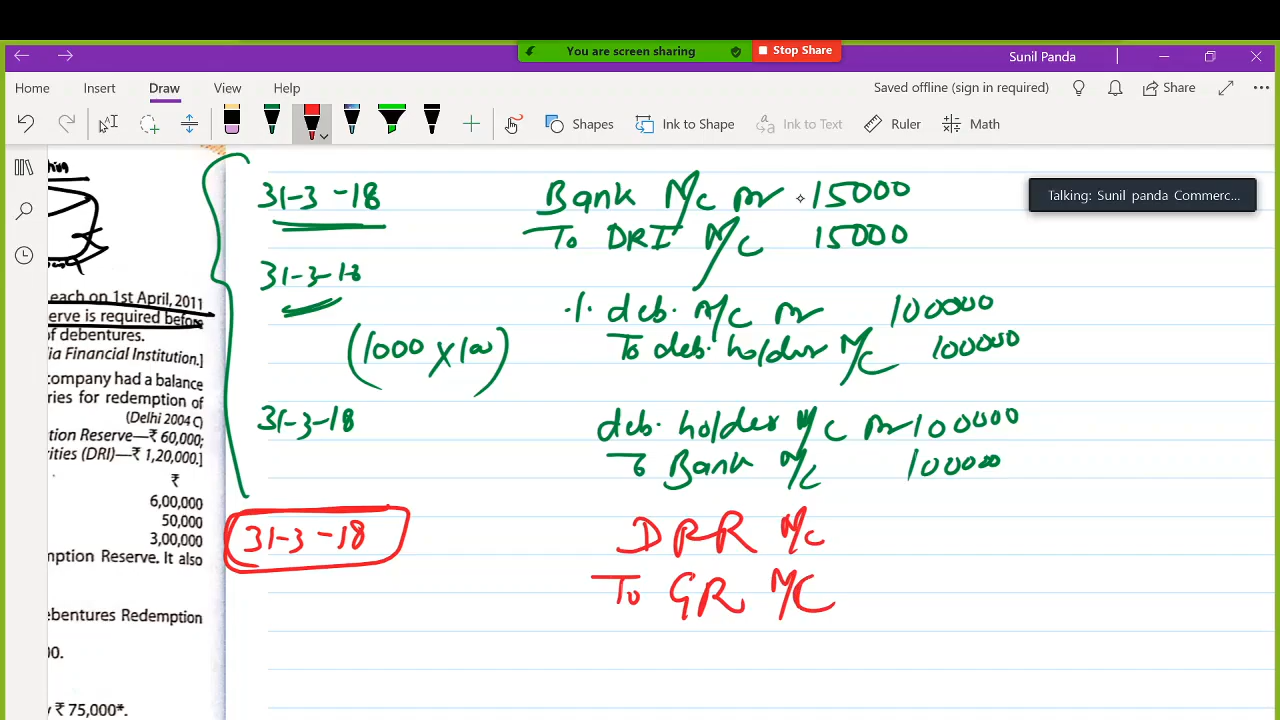 You are screen sharing
Stop Share
Sunil Panda
Home Insert Draw View Help
Saved offline (sign in required) Share
Shapes Ink to Shape Ink to Text Ruler Math
Talking: Sunil panda Commerc...
31-3-18 Bank A/C Dr 15000
To DRI A/C 15000
31-3-18
·/. deb. A/C Dr 100000
(1000 X 100) To deb. holder A/C 100000
31-3-18 deb. holder A/C Dr 100000
To Bank A/C 100000
31-3-18 DRR A/C
To GR A/C
each on 1st April, 2011
erve is required before
of debentures.
ia Financial Institution.]
company had a balance
ries for redemption of
(Delhi 2004 C)
tion Reserve—₹ 60,000;
ities (DRI) — ₹ 1,20,000.]
₹
6,00,000
50,000
3,00,000
mption Reserve. It also
ebentures Redemption
00.
y ₹ 75,000*.